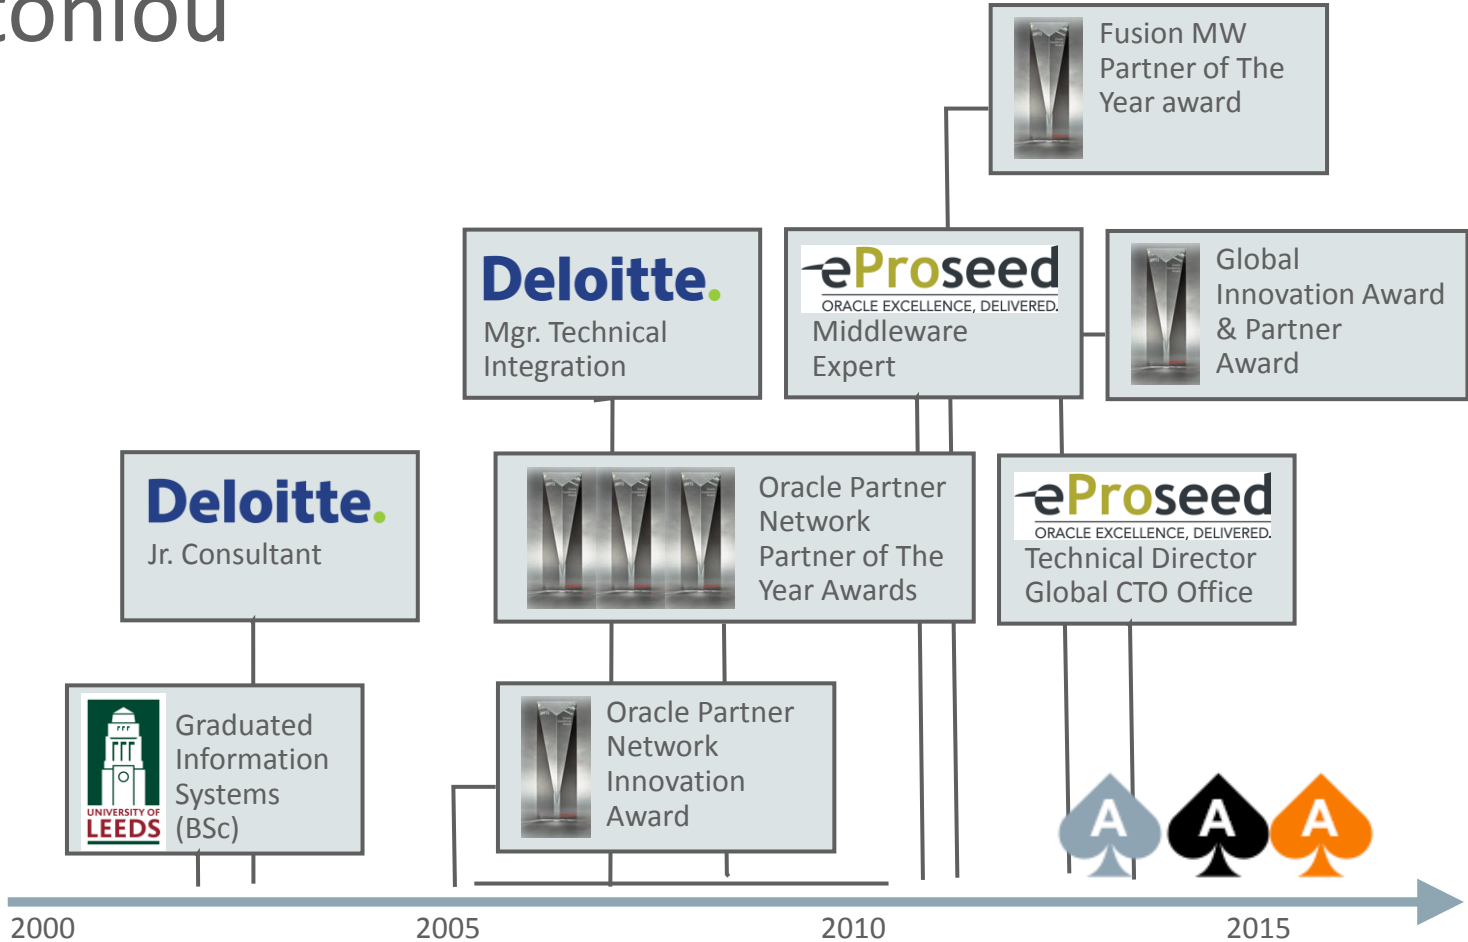 Fusion MW
Partner of The
Year award
Deloitte.
Mgr. Technical
Integration
eProseed
ORACLE EXCELLENCE, DELIVERED.
Middleware
Expert
Global
Innovation Award
& Partner
Award
Deloitte.
Jr. Consultant
Oracle Partner
Network
Partner of The
Year Awards
eProseed
ORACLE EXCELLENCE, DELIVERED.
Technical Director
Global CTO Office
UNIVERSITY OF
LEEDS
Graduated
Information
Systems
(BSc)
Oracle Partner
Network
Innovation
Award
A A A
2000 2005 2010 2015